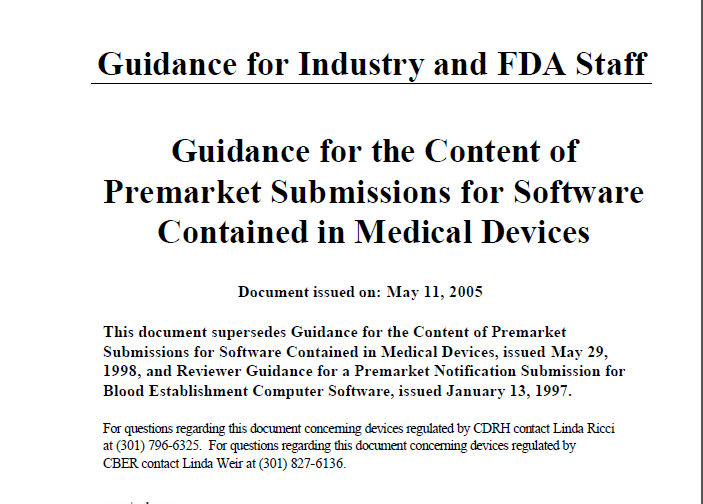 Guidance for Industry and FDA Staff
Guidance for the Content of
Premarket Submissions for Software
Contained in Medical Devices
Document issued on: May 11, 2005
This document supersedes Guidance for the Content of Premarket
Submissions for Software Contained in Medical Devices, issued May 29,
1998, and Reviewer Guidance for a Premarket Notification Submission for
Blood Establishment Computer Software, issued January 13, 1997.
For questions regarding this document concerning devices regulated by CDRH contact Linda Ricci
at (301) 796-6325. For questions regarding this document concerning devices regulated by
CBER contact Linda Weir at (301) 827-6136.